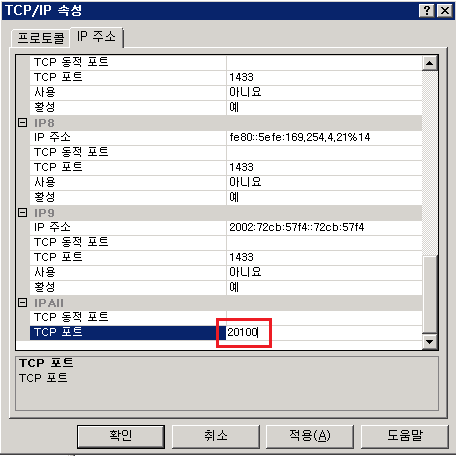 TCP/IP 속성
프로토콜 IP 주소
TCP 동적 포트
TCP 포트 1433
사용 아니요
활성 예
IP8
IP 주소 fe80::5efe:169,254,4,21%14
TCP 동적 포트
TCP 포트 1433
사용 아니요
활성 예
IP9
IP 주소 2002:72cb:57f4::72cb:57f4
TCP 동적 포트
TCP 포트 1433
사용 아니요
활성 예
IPAll
TCP 동적 포트
TCP 포트 20100
TCP 포트
TCP 포트
확인 취소 적용(A) 도움말